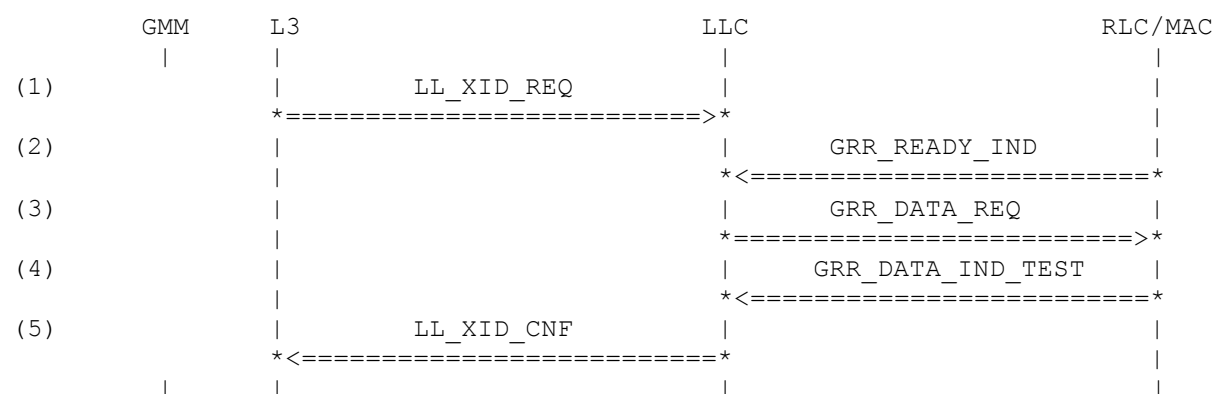 GMM L3 LLC RLC/MAC
| | | |
(1) | LL_XID_REQ | |
*==========================>* |
(2) | | GRR_READY_IND |
| *<=========================*
(3) | | GRR_DATA_REQ |
| *=========================>*
(4) | | GRR_DATA_IND_TEST |
| *<=========================*
(5) | LL_XID_CNF | |
*<==========================* |
| | | |